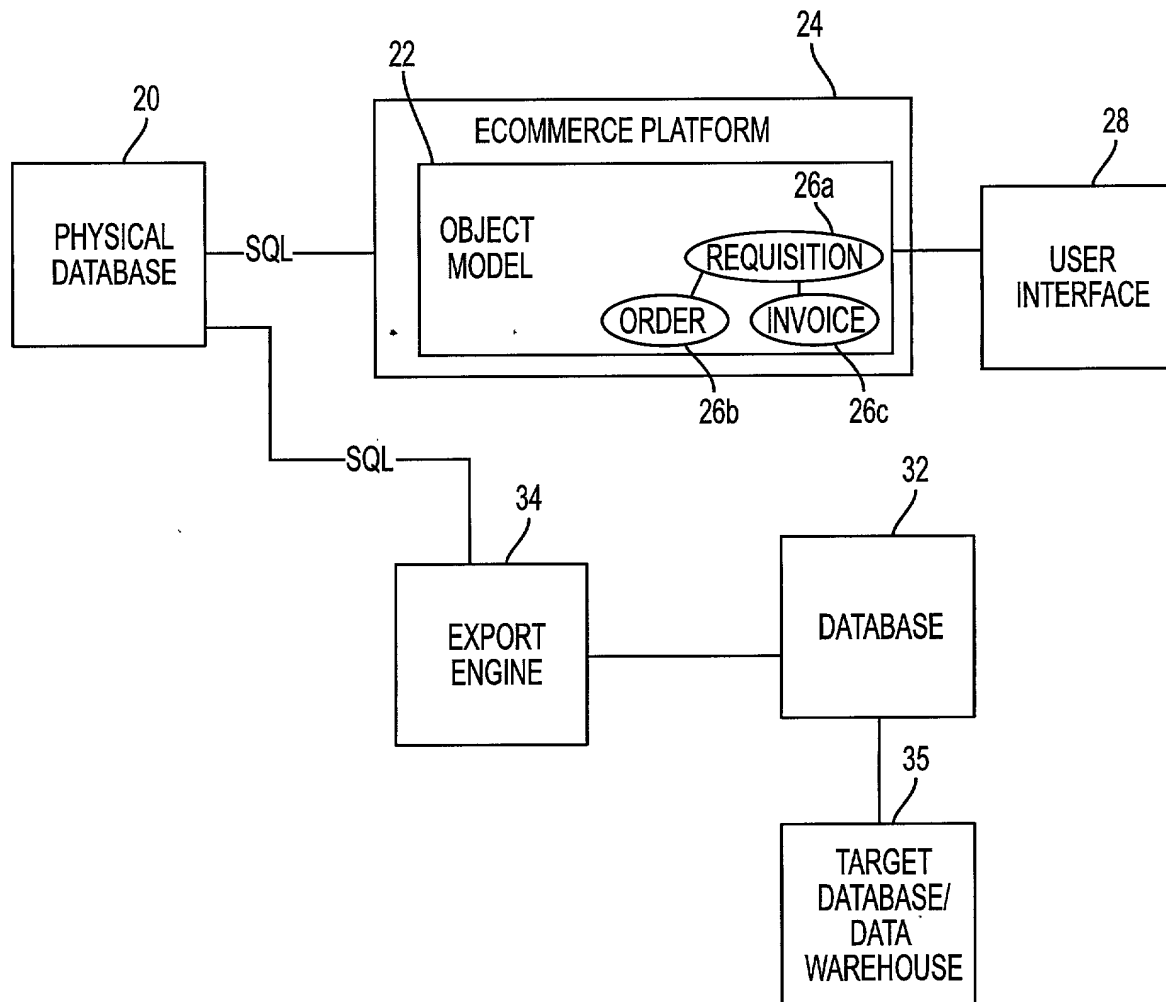 24
22
20
ECOMMERCE PLATFORM
28
26a
PHYSICAL
DATABASE
SQL
OBJECT
MODEL
REQUISITION
USER
INTERFACE
ORDER
INVOICE
26b
26c
SQL
34
32
EXPORT
ENGINE
DATABASE
35
TARGET
DATABASE/
DATA
WAREHOUSE